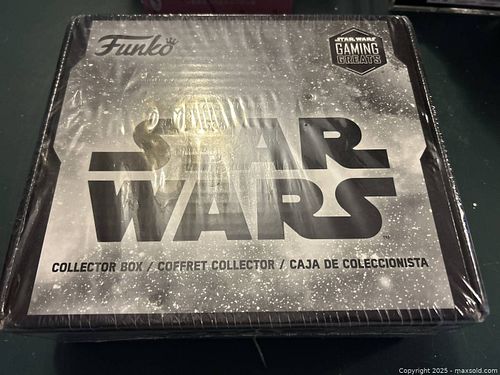 Funko
STAR WARS
GAMING
GREATS
STAR
WARS
COLLECTOR BOX / COFFRET COLLECTOR / CAJA DE COLECCIONISTA
Copyright 2025 - maxsold.com